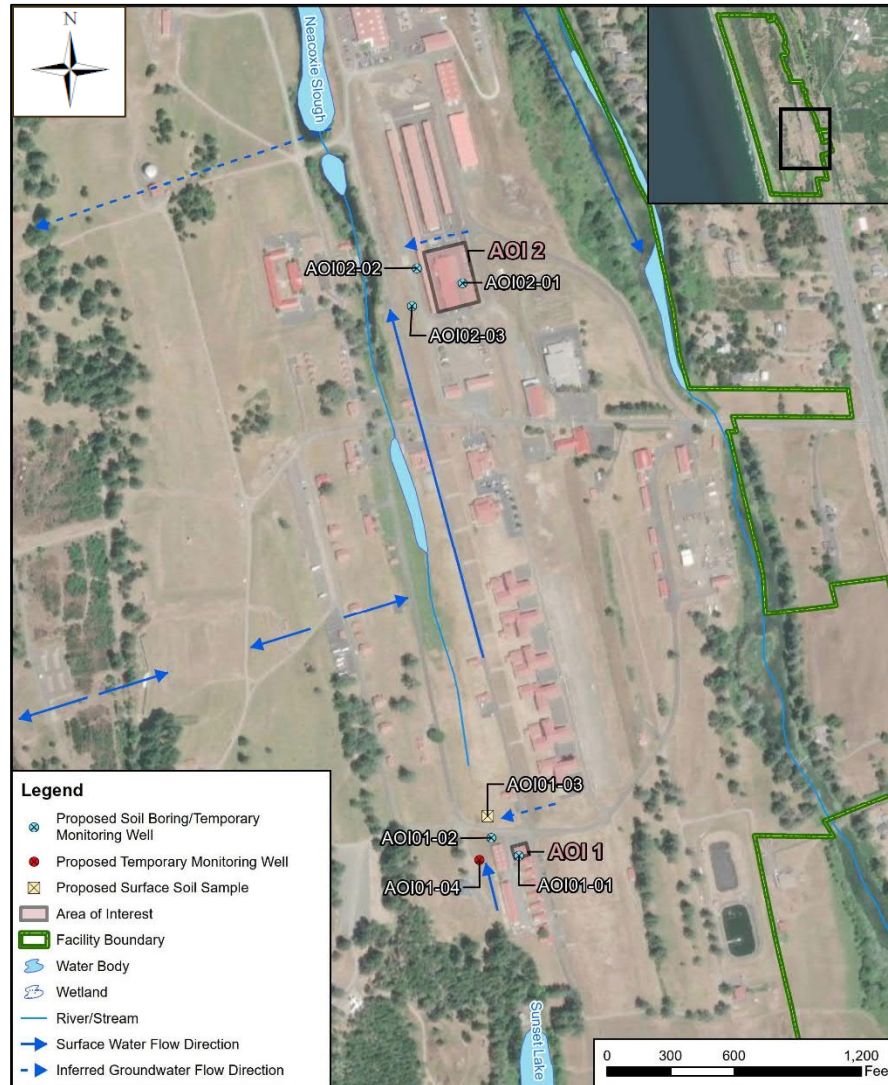 N
Neacoxie Slough
AOI 2
AOI02-02
AOI02-01
AOI02-03
AOI01-03
AOI01-02
AOI 1
AOI01-04
AOI01-01
Sunset Lake
Legend
Proposed Soil Boring/Temporary
Monitoring Well
Proposed Temporary Monitoring Well
Proposed Surface Soil Sample
Area of Interest
Facility Boundary
Water Body
Wetland
River/Stream
Surface Water Flow Direction
Inferred Groundwater Flow Direction
0 300 600 1,200
Fee